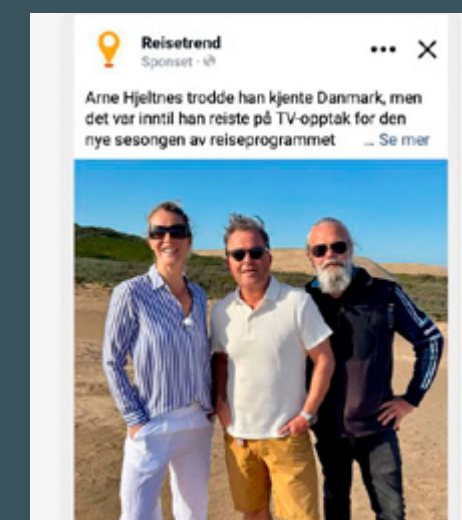 Reisetrend
Sponset ·
Arne Hjeltnes trodde han kjente Danmark, men
det var inntil han reiste på TV-opptak for den
nye sesongen av reiseprogrammet ... Se mer